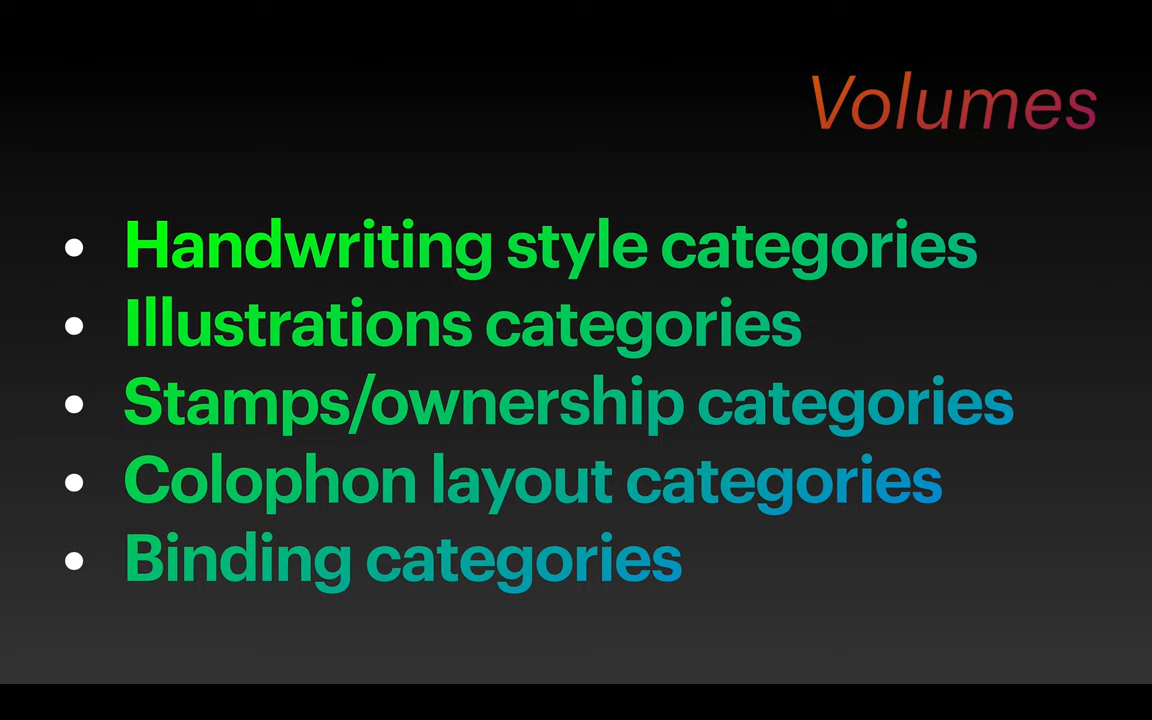 Volumes
• Handwriting style categories
• Illustrations categories
• Stamps/ownership categories
• Colophon layout categories
• Binding categories